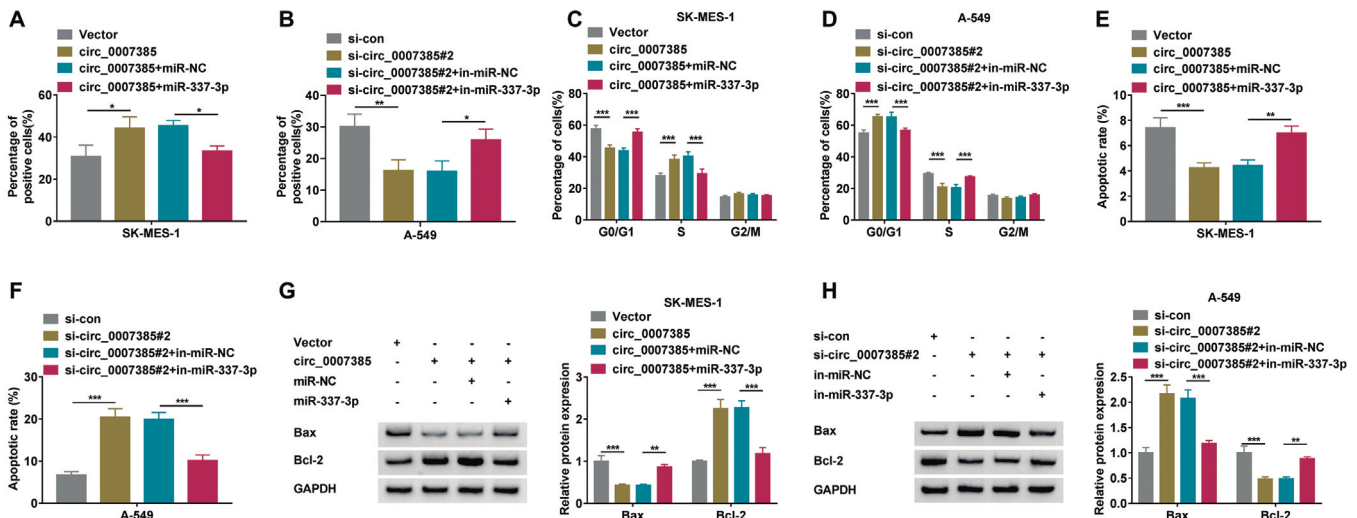 A
Vector
circ_0007385
circ_0007385+miR-NC
circ_0007385+miR-337-3p
Percentage of
positive cells(%)
60
40
20
0
*
*
SK-MES-1
B
si-con
si-circ_0007385#2
si-circ_0007385#2+in-miR-NC
si-circ_0007385#2+in-miR-337-3p
Percentage of
positive cells(%)
40
30
20
10
0
**
*
A-549
C
SK-MES-1
Vector
circ_0007385
circ_0007385+miR-NC
circ_0007385+miR-337-3p
Percentage of cells(%)
80
60
40
20
0
*** ***
*** ***
G0/G1 S G2/M
D
A-549
si-con
si-circ_0007385#2
si-circ_0007385#2+in-miR-NC
si-circ_0007385#2+in-miR-337-3p
Percentage of cells(%)
80
60
40
20
0
*** ***
*** ***
G0/G1 S G2/M
E
Vector
circ_0007385
circ_0007385+miR-NC
circ_0007385+miR-337-3p
Apoptotic rate (%)
10
8
6
4
2
0
***
**
SK-MES-1
F
si-con
si-circ_0007385#2
si-circ_0007385#2+in-miR-NC
si-circ_0007385#2+in-miR-337-3p
Apoptotic rate (%)
30
20
10
0
***
***
A-549
G
Vector + - - -
circ_0007385 - + + +
miR-NC - - + -
miR-337-3p - - - +
Bax
Bcl-2
GAPDH
SK-MES-1
Vector
circ_0007385
circ_0007385+miR-NC
circ_0007385+miR-337-3p
Relative protein expression
3
2
1
0
*** **
*** ***
Bax Bcl-2
H
si-con + - - -
si-circ_0007385#2 - + + +
in-miR-NC - - + -
in-miR-337-3p - - - +
Bax
Bcl-2
GAPDH
A-549
si-con
si-circ_0007385#2
si-circ_0007385#2+in-miR-NC
si-circ_0007385#2+in-miR-337-3p
Relative protein expresion
2.5
2.0
1.5
1.0
0.5
0.0
*** ***
*** **
Bax Bcl-2